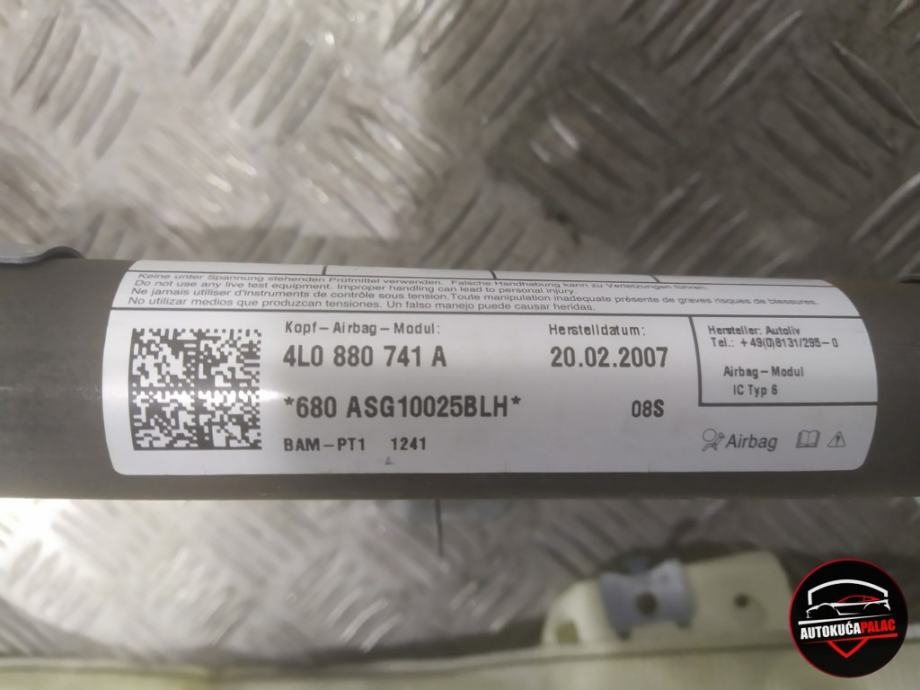 Keine unter Spannung stehenden Prüfmittel verwenden. Falsche Handhabung kann zu Verletzungen führen.
Do not use any live test equipment. Improper handling can lead to personal injury.
Ne jamais utiliser d'instruments de contrôle sous tension. Toute manipulation inadequate présente de graves risques de blessures.
No utilizar medios que produzcan tensiones. Un falso manejo puede causar heridas.
Kopf-Airbag-Modul:
4L0 880 741 A
Herstelldatum:
20.02.2007
Hersteller: Autoliv
Tel.: +49(0)8131/295-0
Airbag-Modul
IC Typ 6
*680 ASG10025BLH*
08S
BAM-PT1 1241
Airbag
AUTOKUĆAPALAC